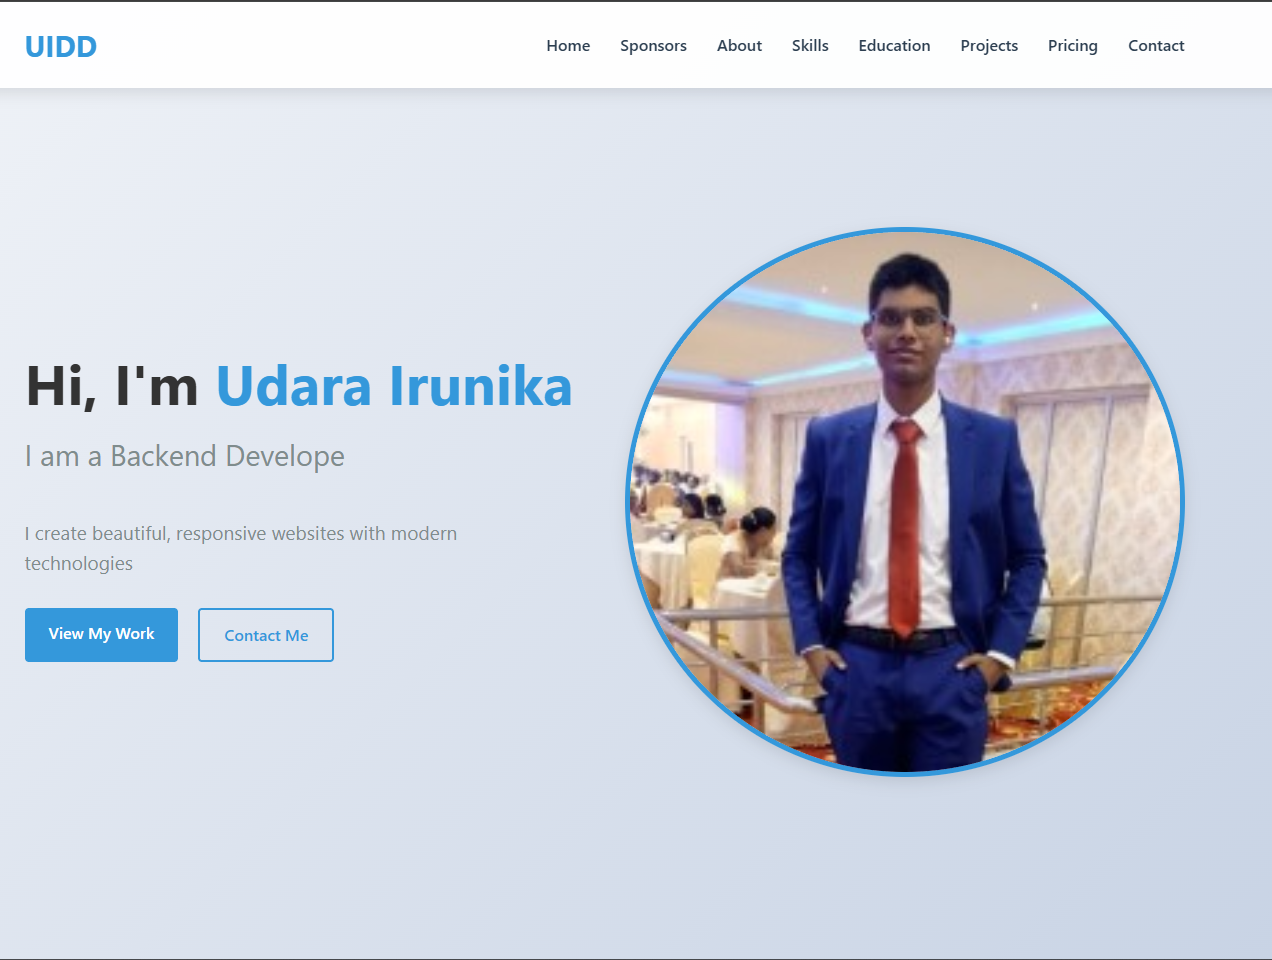 UIDD
Home Sponsors About Skills Education Projects Pricing Contact
Hi, I'm Udara Irunika
I am a Backend Develope
I create beautiful, responsive websites with modern
technologies
View My Work Contact Me